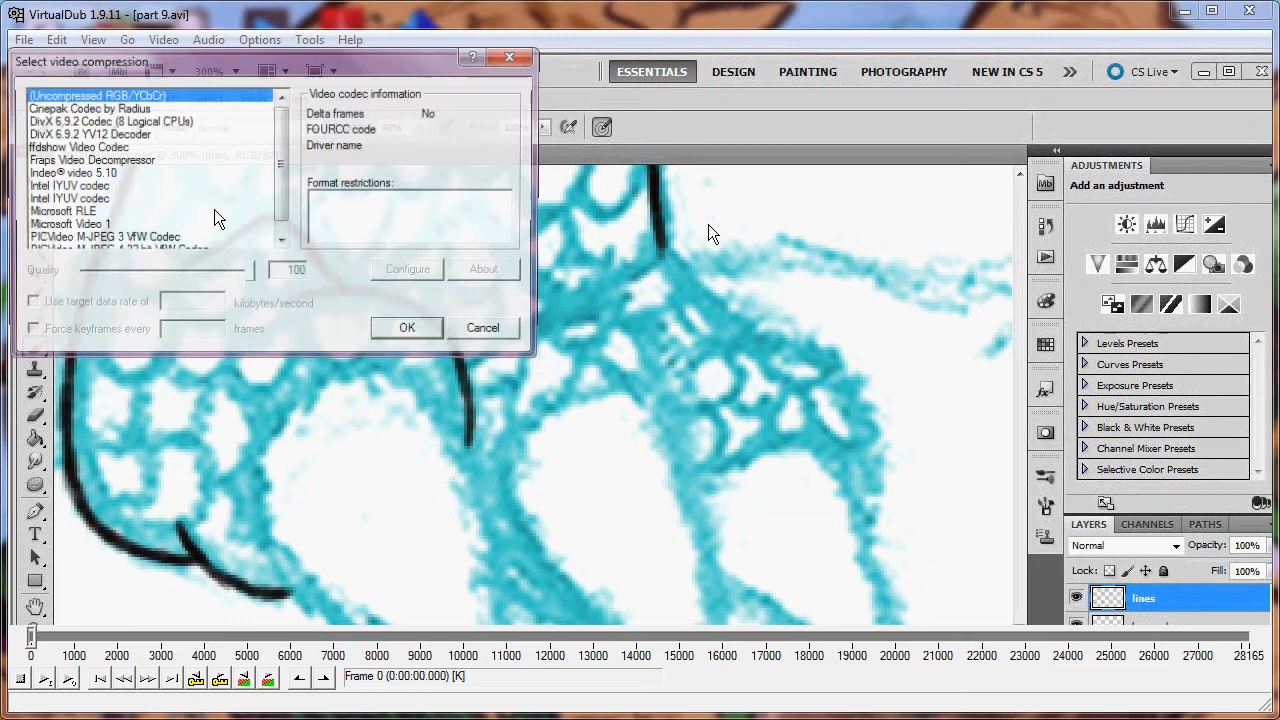 VirtualDub 1.9.11 - [part 9.avi]
File Edit View Go Video Audio Options Tools Help
Select video compression
300%
ESSENTIALS DESIGN PAINTING PHOTOGRAPHY NEW IN CS 5 CS Live
(Uncompressed RGB/YCbCr)
Cinepak Codec by Radius
DivX 6.9.2 Codec (8 Logical CPUs)
DivX 6.9.2 YV12 Decoder
ffdshow Video Codec
Fraps Video Decompressor
Indeo® video 5.10
Intel IYUV codec
Intel IYUV codec
Microsoft RLE
Microsoft Video 1
PICVideo M-JPEG 3 VfW Codec
Video codec information
Delta frames No
FOURCC code
Driver name
Format restrictions:
Quality 100
Configure About
Use target data rate of kilobytes/second
Force keyframes every frames
OK Cancel
ADJUSTMENTS
Add an adjustment
Levels Presets
Curves Presets
Exposure Presets
Hue/Saturation Presets
Black & White Presets
Channel Mixer Presets
Selective Color Presets
LAYERS CHANNELS PATHS
Normal Opacity: 100%
Lock: Fill: 100%
lines
0 1000 2000 3000 4000 5000 6000 7000 8000 9000 10000 11000 12000 13000 14000 15000 16000 17000 18000 19000 20000 21000 22000 23000 24000 25000 26000 27000 28165
Frame 0 (0:00:00.000) [K]